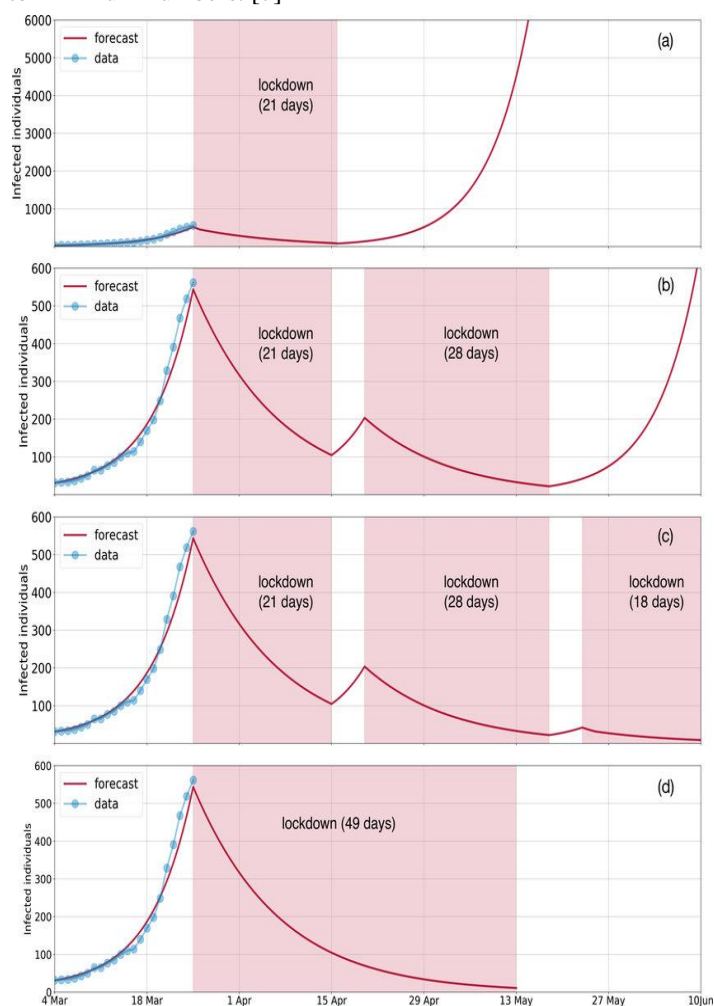 6000
forecast
(a)
data
5000
lockdown
4000
(21 days)
3000
2000
1000
Infected individuals
600
forecast
(b)
data
500
400
lockdown
lockdown
(21 days)
(28 days)
300
200
100
Infected individuals
600
forecast
(c)
data
500
400
lockdown
lockdown
lockdown
(21 days)
(28 days)
(18 days)
300
200
100
Infected individuals
600
forecast
(d)
data
500
lockdown (49 days)
400
300
200
100
0
Infected individuals
4 Mar
18 Mar
1 Apr
15 Apr
29 Apr
13 May
27 May
10Jun